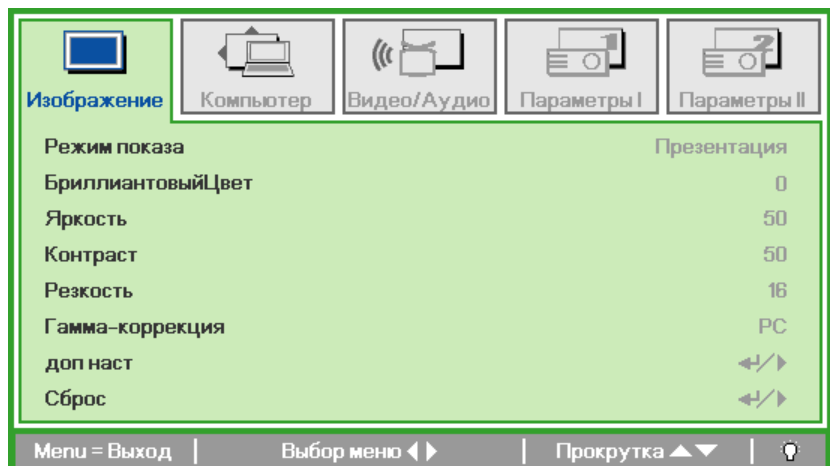 Изображение Компьютер Видео/Аудио Параметры I Параметры II
Режим показа Презентация
БриллиантовыйЦвет 0
Яркость 50
Контраст 50
Резкость 16
Гамма-коррекция PC
доп наст
Сброс
Menu = Выход Выбор меню Прокрутка